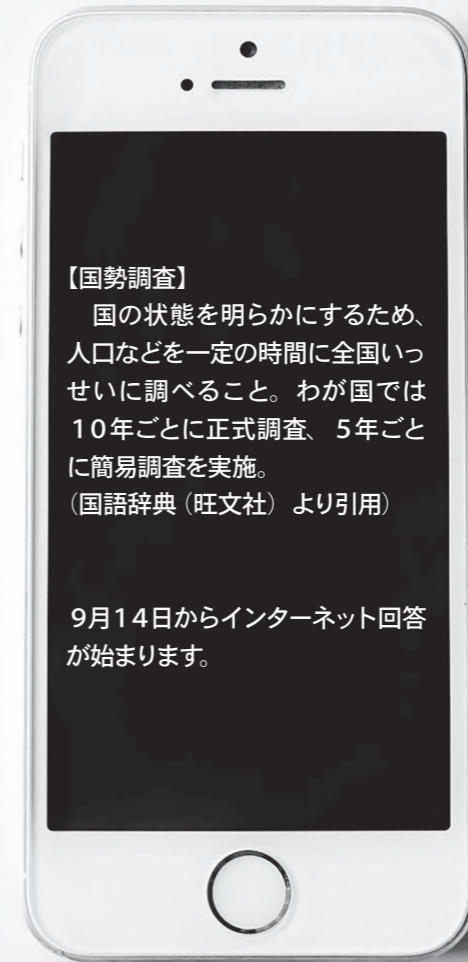 【国勢調査】
　国の状態を明らかにするため、
人口などを一定の時間に全国いっ
せいに調べること。わが国では
１０年ごとに正式調査、５年ごと
に簡易調査を実施。
（国語辞典（旺文社）より引用）
９月１４日からインターネット回答
が始まります。